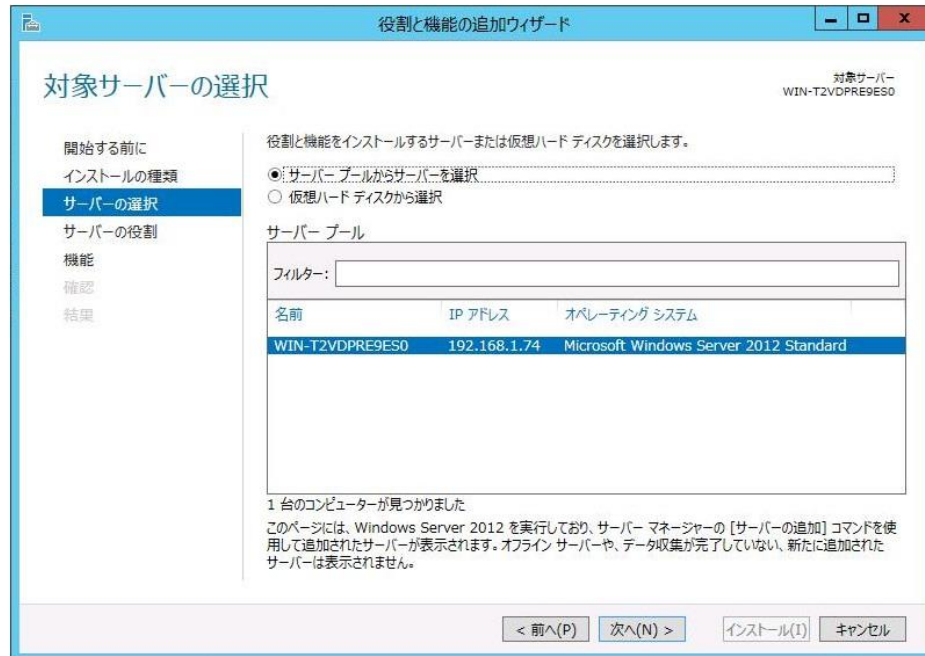 役割と機能の追加ウィザード
対象サーバーの選択
対象サーバー
WIN-T2VDPRE9ES0
開始する前に
インストールの種類
サーバーの選択
サーバーの役割
機能
確認
結果
役割と機能をインストールするサーバーまたは仮想ハード ディスクを選択します。
サーバー プールからサーバーを選択
仮想ハード ディスクから選択
サーバー プール
フィルター:
名前 IP アドレス オペレーティング システム
WIN-T2VDPRE9ES0 192.168.1.74 Microsoft Windows Server 2012 Standard
1 台のコンピューターが見つかりました
このページには、Windows Server 2012 を実行しており、サーバー マネージャーの [サーバーの追加] コマンドを使
用して追加されたサーバーが表示されます。オフライン サーバーや、データ収集が完了していない、新たに追加された
サーバーは表示されません。
< 前へ(P) 次へ(N) > インストール(I) キャンセル